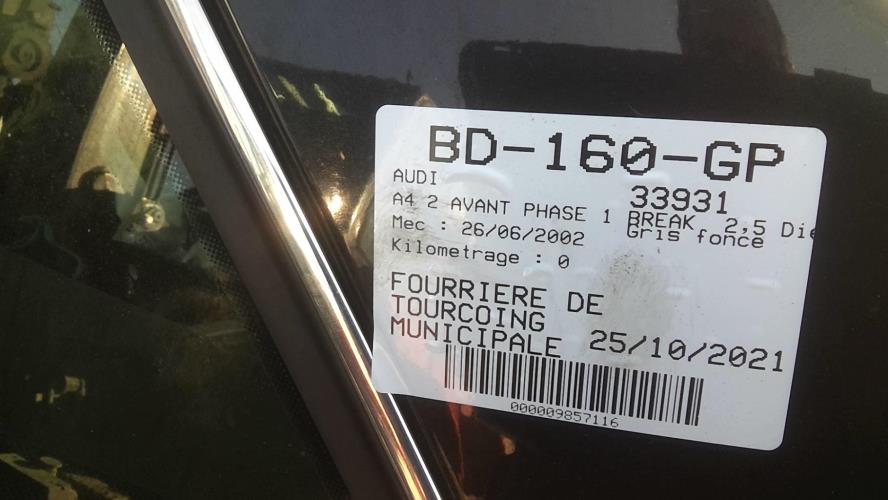 BD-160-GP
AUDI
33931
A4 2 AVANT PHASE 1 BREAK 2,5 Die
Mec : 26/06/2002 Gris fonce
Kilometrage : 0
FOURRIERE DE
TOURCOING
MUNICIPALE 25/10/2021
000009857116